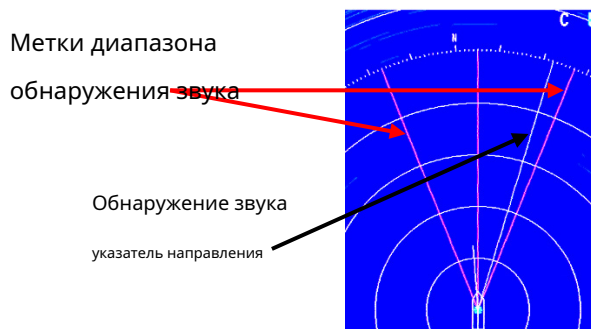 Метки диапазона
обнаружения звука
Обнаружение звука
указатель направления
N
C